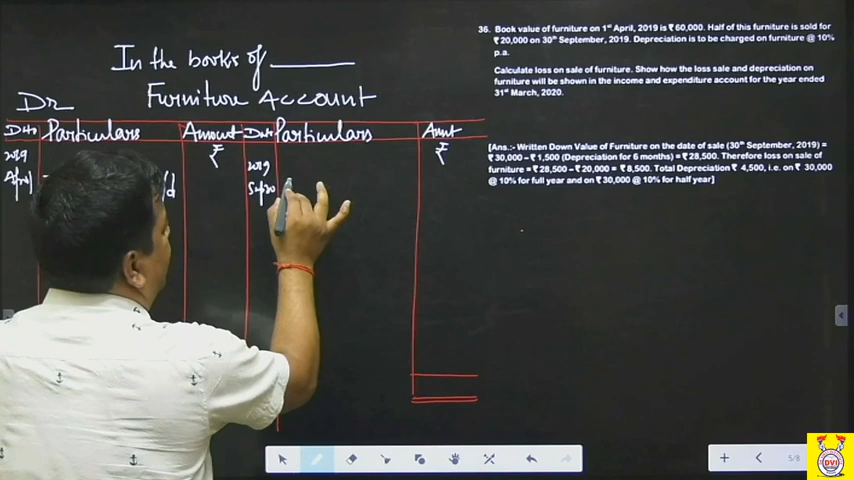 In the books of
Dr Furniture Account
Date Particulars Amount Date Particulars Amt
2019 ₹ 2019 ₹
April /d Sep 30
36. Book value of furniture on 1st April, 2019 is ₹ 60,000. Half of this furniture is sold for
₹ 20,000 on 30th September, 2019. Depreciation is to be charged on furniture @ 10%
p.a.
Calculate loss on sale of furniture. Show how the loss sale and depreciation on
furniture will be shown in the income and expenditure account for the year ended
31st March, 2020.
[Ans.:- Written Down Value of Furniture on the date of sale (30th September, 2019) =
₹ 30,000 – ₹ 1,500 (Depreciation for 6 months) = ₹ 28,500. Therefore loss on sale of
furniture = ₹ 28,500 – ₹ 20,000 = ₹ 8,500. Total Depreciation ₹ 4,500, i.e. on ₹ 30,000
@ 10% for full year and on ₹ 30,000 @ 10% for half year]
5/8
DVI